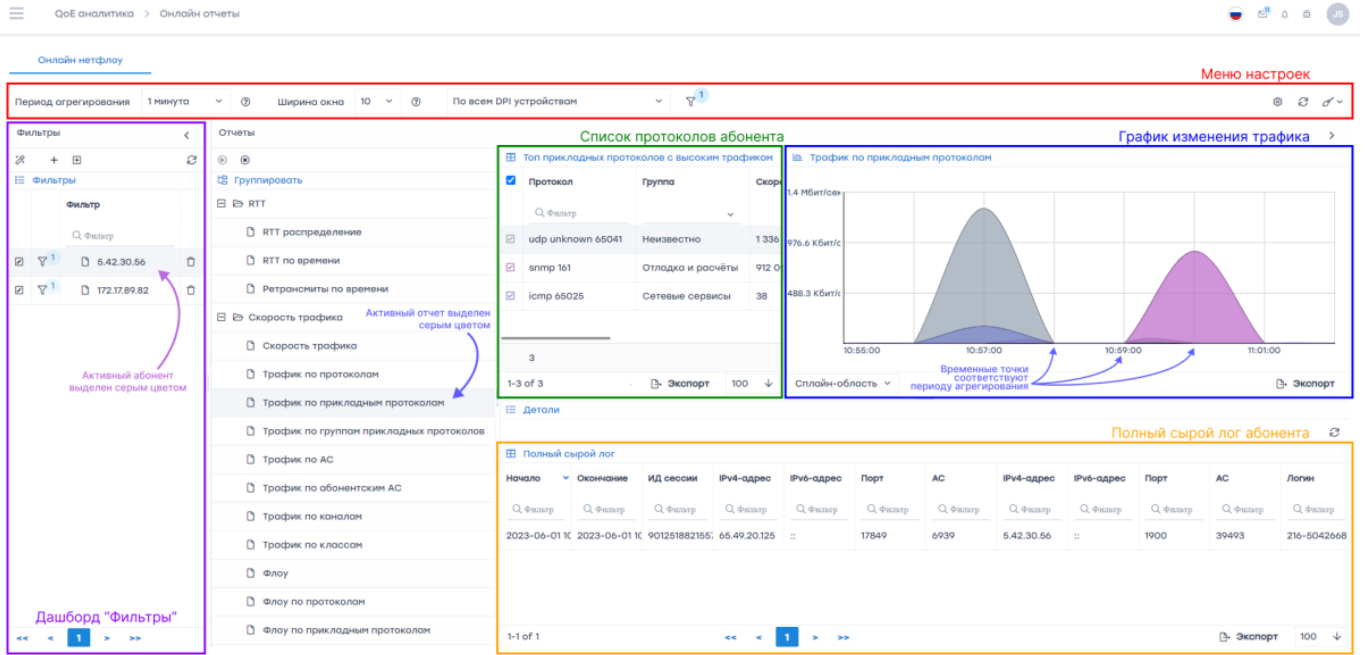 QoE аналитика > Онлайн отчеты
JS
Онлайн нетфлоу
Меню настроек
Период агрегирования 1 минута Ширина окна 10 По всем DPI устройствам 1
Фильтры
Фильтры
Фильтр
Фильтр
1 5.42.30.56
1 172.17.89.82
Активный абонент
выделен серым цветом
Дашборд "Фильтры"
<< < 1 > >>
Отчеты
Группировать
RTT
RTT распределение
RTT по времени
Ретрансмиты по времени
Скорость трафика
Активный отчет выделен
серым цветом
Скорость трафика
Трафик по протоколам
Трафик по прикладным протоколам
Трафик по группам прикладных протоколов
Трафик по АС
Трафик по абонентским АС
Трафик по каналам
Трафик по классам
Флоу
Флоу по протоколам
Флоу по прикладным протоколам
Список протоколов абонента
Топ прикладных протоколов с высоким трафиком
Протокол Группа Скоро
Фильтр
udp unknown 65041 Неизвестно 1 336
snmp 161 Отладка и расчёты 912 0
icmp 65025 Сетевые сервисы 38
3
1-3 of 3 Экспорт 100
График изменения трафика
Трафик по прикладным протоколам
1.4 Мбит/сек
976.6 Кбит/с
488.3 Кбит/с
10:55:00 10:57:00 10:59:00 11:01:00
Временные точки
соответствуют
периоду агрегирования
Сплайн-область Экспорт
Детали
Полный сырой лог абонента
Полный сырой лог
Начало Окончание ИД сессии IPv4-адрес IPv6-адрес Порт АС IPv4-адрес IPv6-адрес Порт АС Логин
Фильтр Фильтр Фильтр Фильтр Фильтр Фильтр Фильтр Фильтр Фильтр Фильтр Фильтр Фильтр
2023-06-01 10 2023-06-01 10 901251882155: 65.49.20.125 :: 17849 6939 5.42.30.56 :: 1900 39493 216-5042668
1-1 of 1 << < 1 > >> Экспорт 100